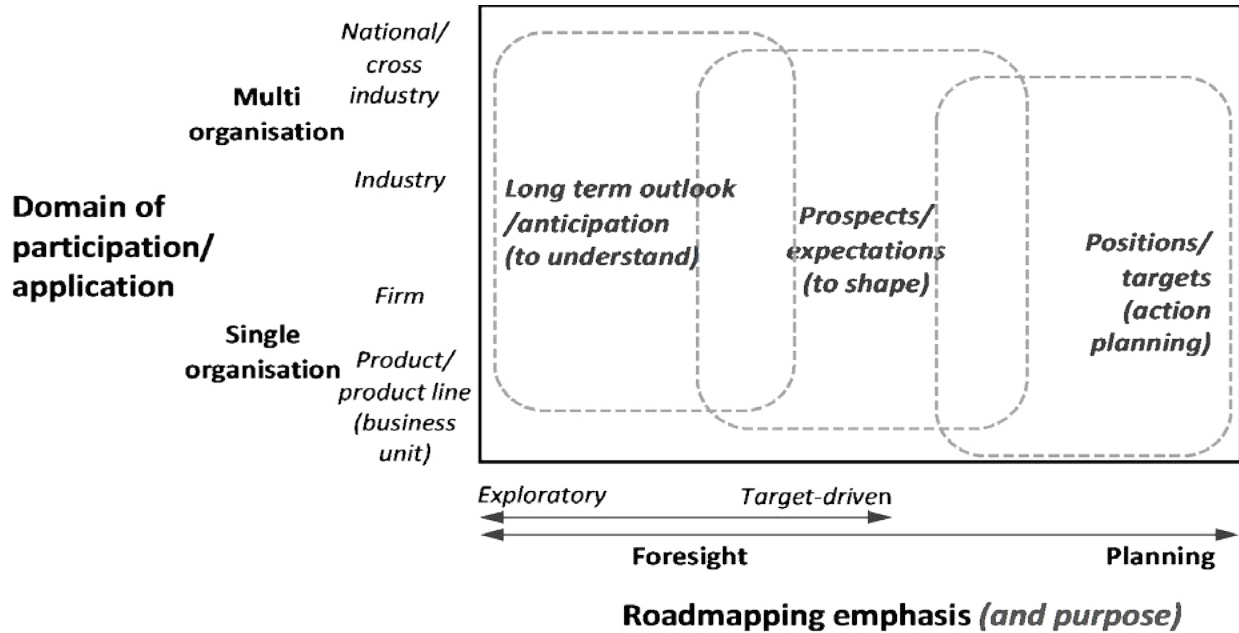 National/
cross
industry
Multi
organisation
Industry
Domain of
participation/
application
Firm
Single
organisation
Product/
product line
(business
unit)
Long term outlook
/anticipation
(to understand)
Prospects/
expectations
(to shape)
Positions/
targets
(action
planning)
Exploratory
Target-driven
Foresight
Planning
Roadmapping emphasis (and purpose)